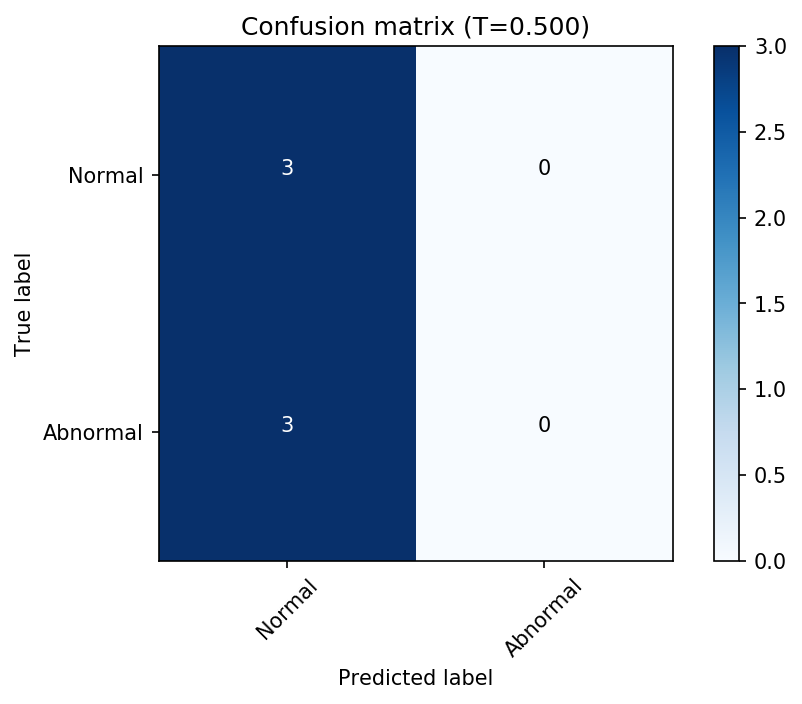 Confusion matrix (T=0.500)
True label
Normal
Abnormal
3
0
3
0
Normal
Abnormal
Predicted label
3.0
2.5
2.0
1.5
1.0
0.5
0.0